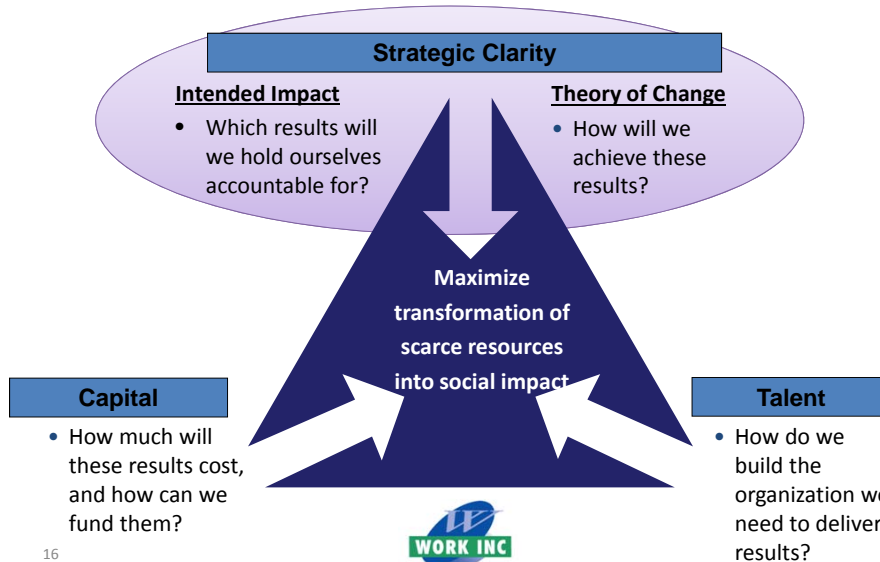 Strategic Clarity
Intended Impact
• Which results will
we hold ourselves
accountable for?
Theory of Change
• How will we
achieve these
results?
Maximize
transformation of
scarce resources
into social impact
Capital
• How much will
these results cost,
and how can we
fund them?
Talent
• How do we
build the
organization we
need to deliver
results?
W
WORK INC
16